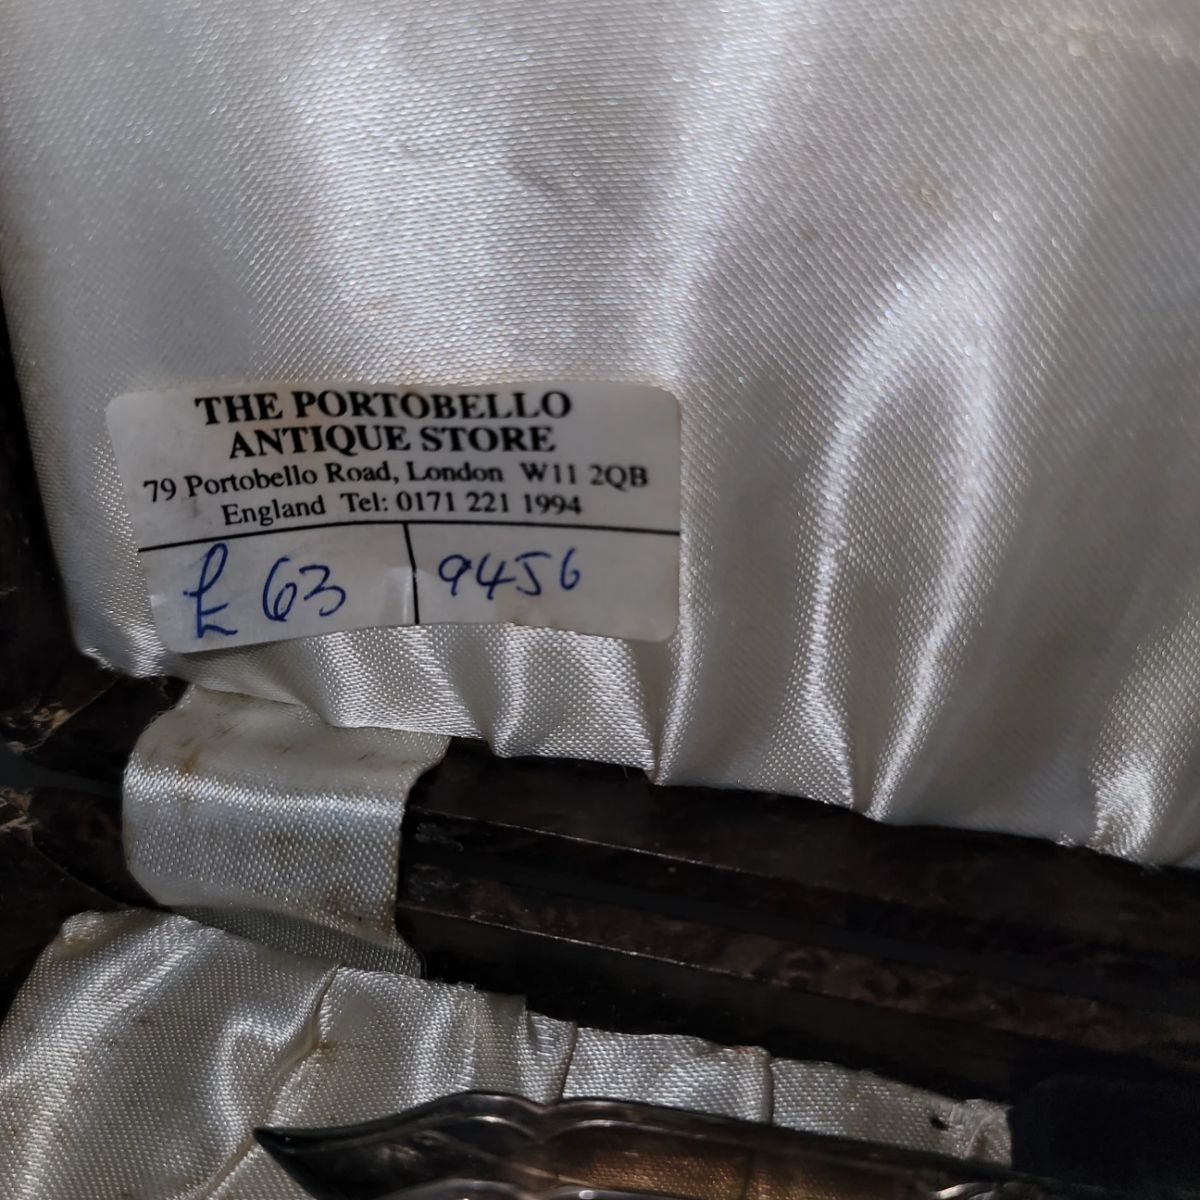 THE PORTOBELLO
ANTIQUE STORE
79 Portobello Road, London W11 2QB
England Tel: 0171 221 1994
£ 63 9456